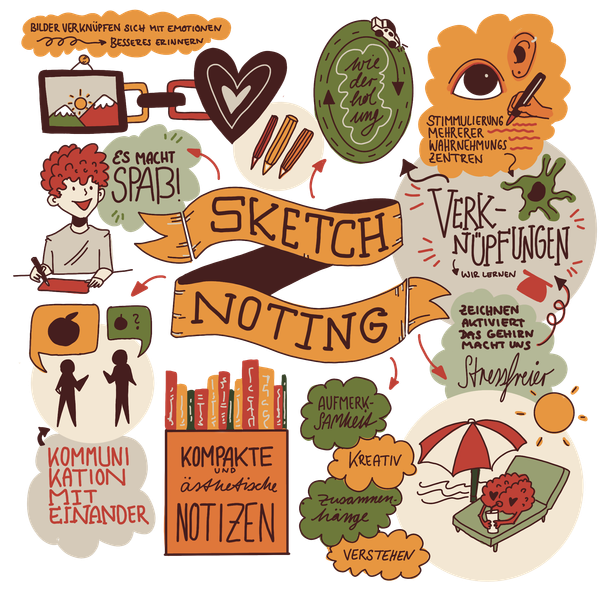 BILDER VERKNÜPFEN SICH MIT EMOTIONEN
BESSERES ERINNERN
wie
der
hol
ung
STIMMULIERUNG
MEHRERER
WAHRNEHMUNGS
ZENTREN
ES MACHT
SPAẞ!
SKETCH
NOTING
VERK-
NÜPFUNGEN
WIR LERNEN
ZEICHNEN
AKTIVIERT
DAS GEHIRN
MACHT UNS
Stressfreier
?
KOMMUNI
KATION
MIT
EINANDER
KOMPAKTE
UND
ästhetische
NOTIZEN
AUFMERK-
SAMKEIT
KREATIV
Zusammen-
hänge
VERSTEHEN